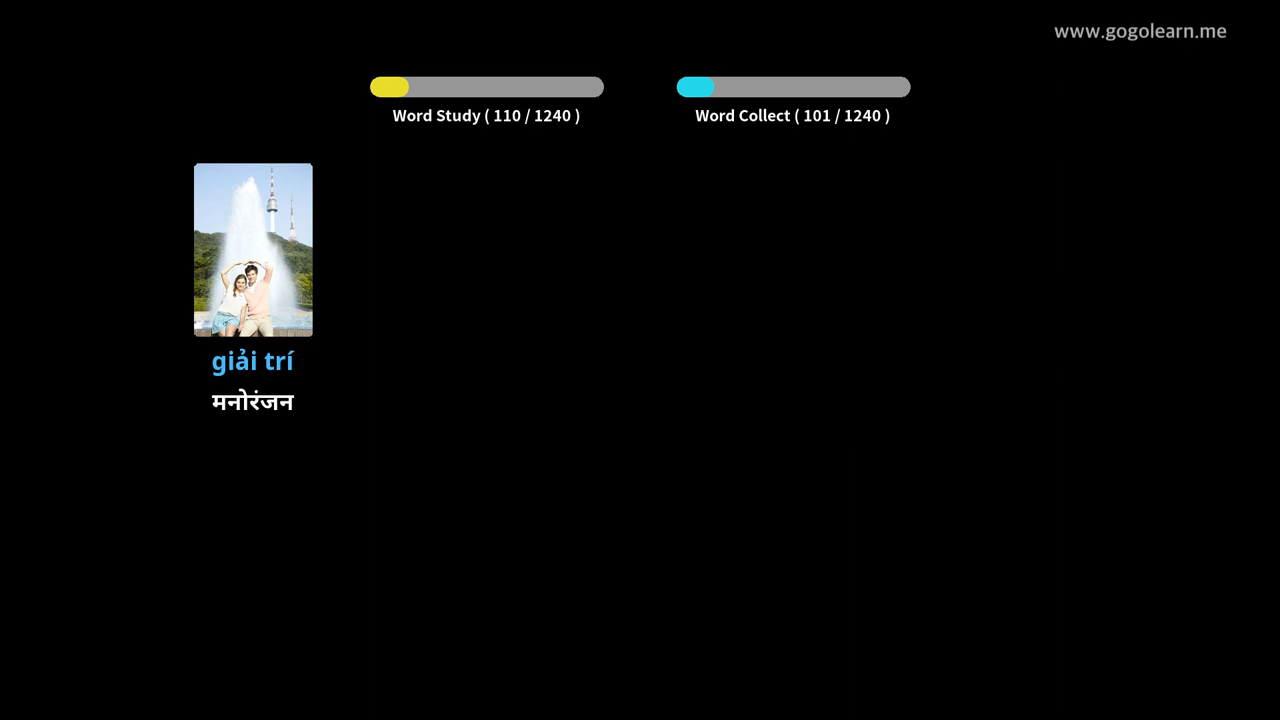 www.gogolearn.me
Word Study ( 110 / 1240 )
Word Collect ( 101 / 1240 )
giải trí
मनोरंजन